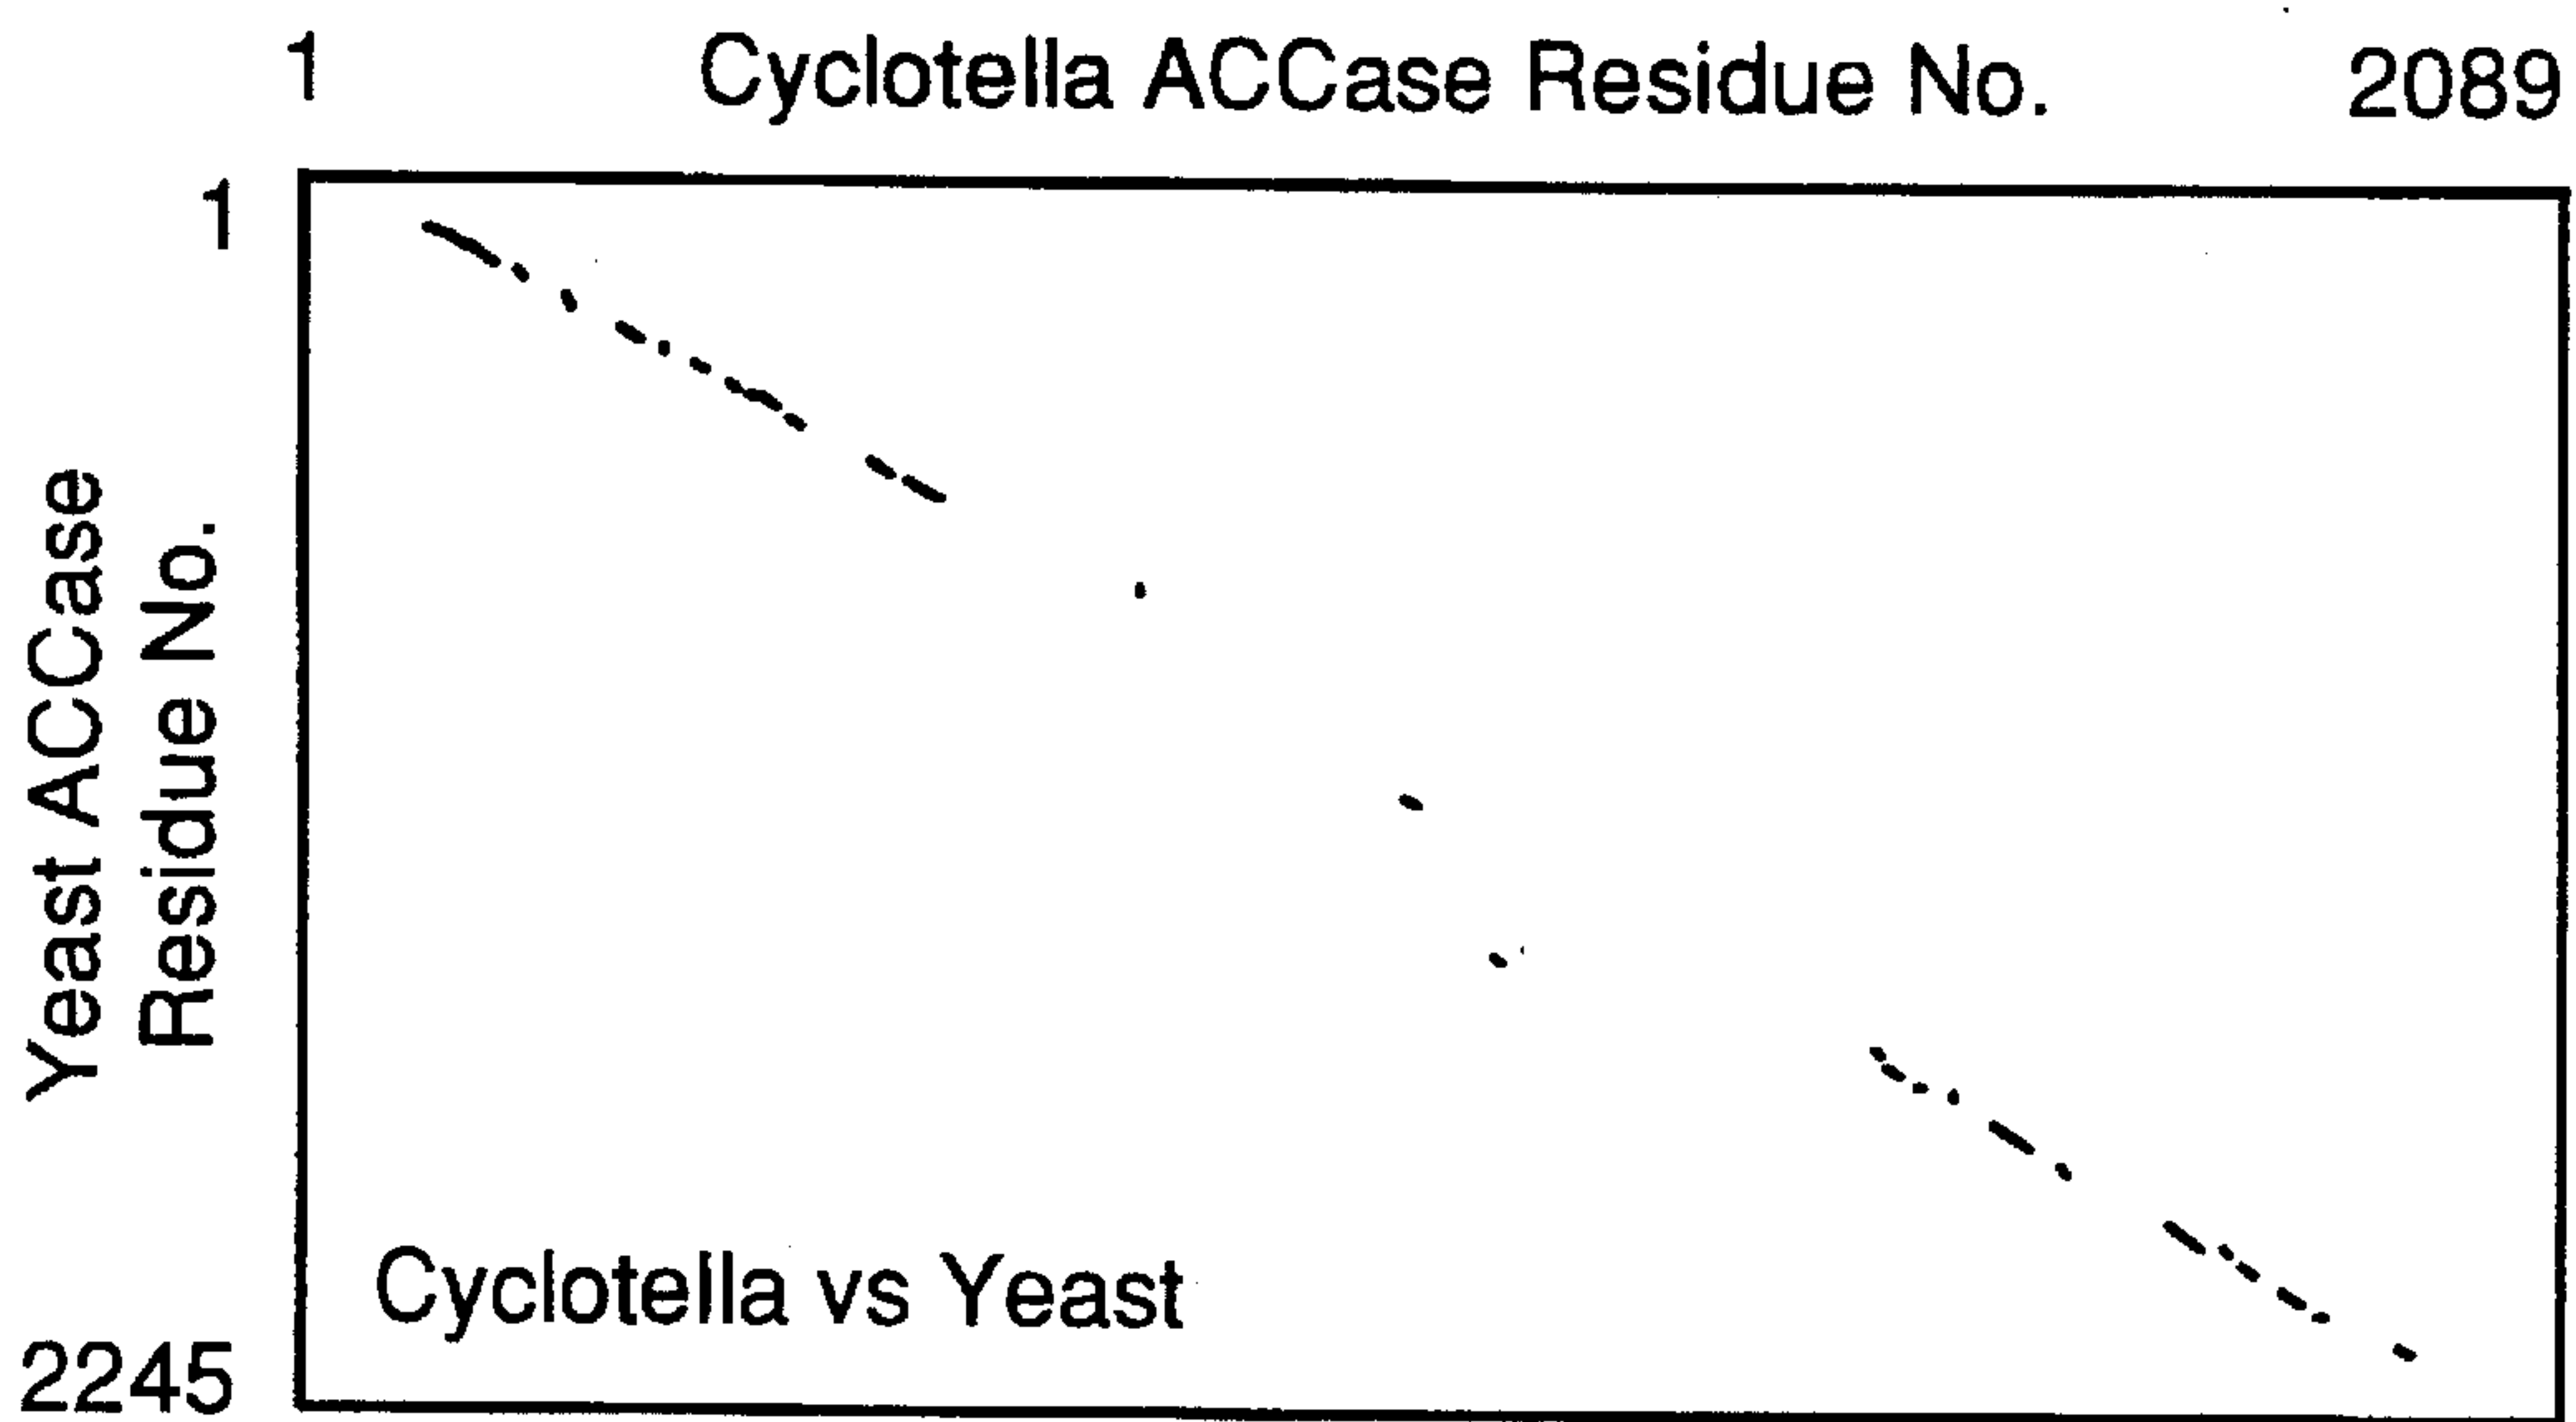 1 Cyclotella ACCase Residue No. 2089
1
Yeast ACCase
Residue No.
Cyclotella vs Yeast
2245